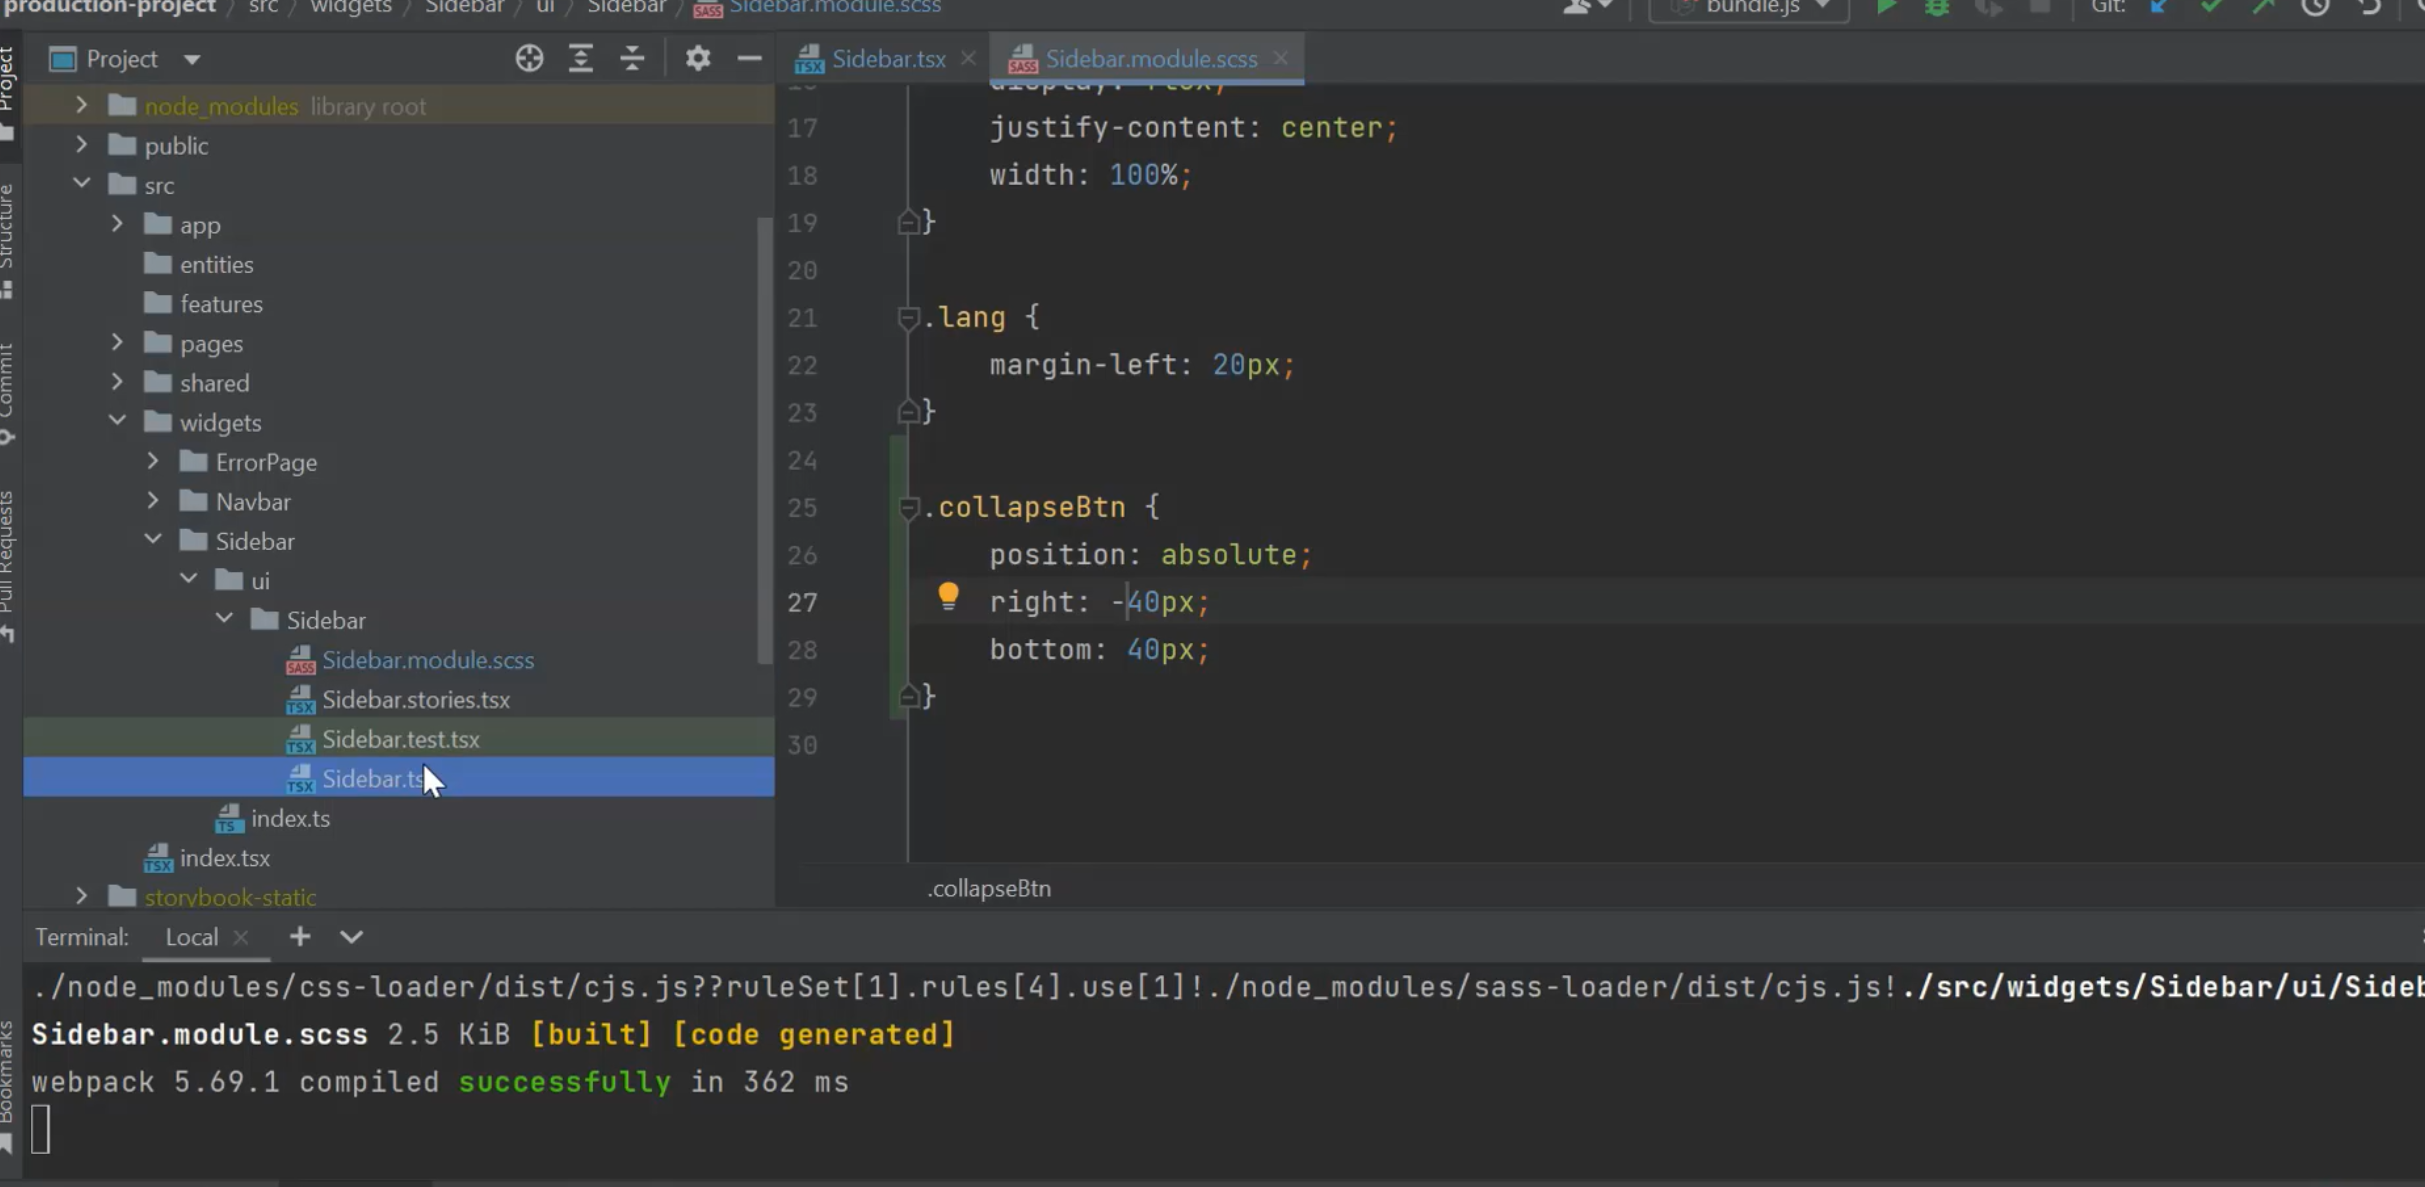 production-project / src / widgets / Sidebar / ui / Sidebar / Sidebar.module.scss
bundle.js
Git:
Project
Sidebar.tsx
Sidebar.module.scss
Project
Structure
Commit
Pull Requests
Bookmarks
node_modules library root
public
src
app
entities
features
pages
shared
widgets
ErrorPage
Navbar
Sidebar
ui
Sidebar
Sidebar.module.scss
Sidebar.stories.tsx
Sidebar.test.tsx
Sidebar.ts
index.ts
index.tsx
storybook-static
display: flex;
17 justify-content: center;
18 width: 100%;
19 }
20
21 .lang {
22 margin-left: 20px;
23 }
24
25 .collapseBtn {
26 position: absolute;
27 right: -40px;
28 bottom: 40px;
29 }
30
.collapseBtn
Terminal: Local
./node_modules/css-loader/dist/cjs.js??ruleSet[1].rules[4].use[1]!./node_modules/sass-loader/dist/cjs.js!./src/widgets/Sidebar/ui/Sideb
Sidebar.module.scss 2.5 KiB [built] [code generated]
webpack 5.69.1 compiled successfully in 362 ms